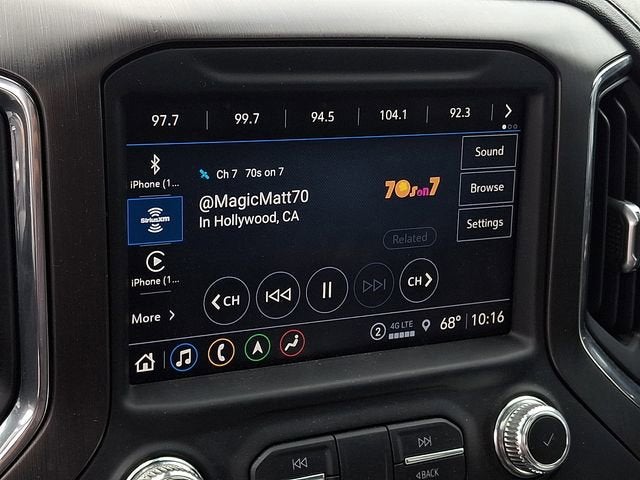 97.7 99.7 94.5 104.1 92.3
iPhone (1...
Ch 7 70s on 7
Sound
SiriusXM
@MagicMatt70
In Hollywood, CA
70s on 7
Browse
Settings
Related
iPhone (1...
CH
CH
More
2 4G LTE 68° 10:16
BACK